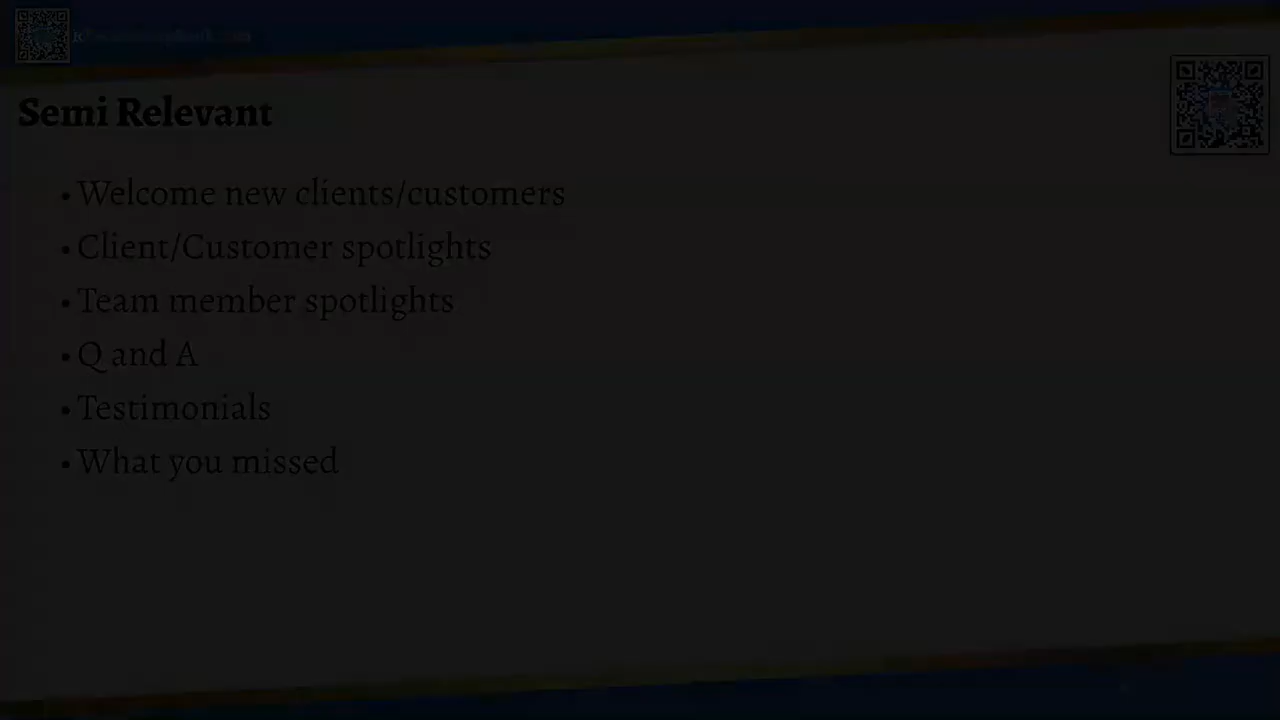 Semi Relevant
• Welcome new clients/customers
• Client/Customer spotlights
• Team member spotlights
• Q and A
• Testimonials
• What you missed